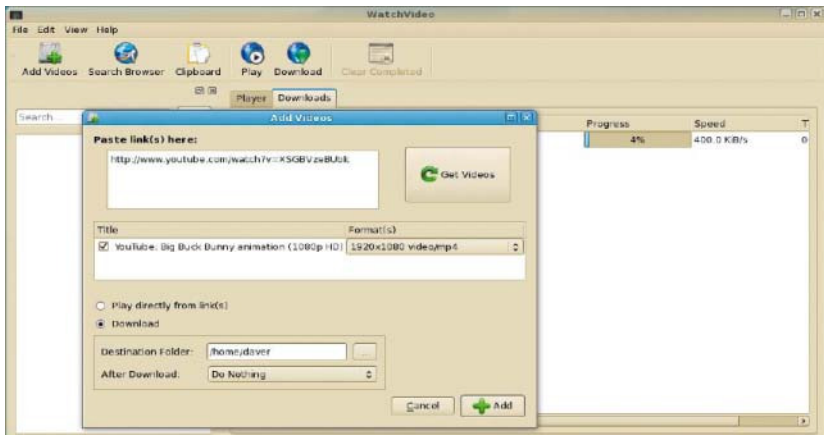 WatchVideo
File Edit View Help
Add Videos Search Browser Clipboard Play Download Clear Completed
Player Downloads
Search...
Progress Speed T
4% 400.0 KiB/s 0
Add Videos
Paste link(s) here:
http://www.youtube.com/watch?v=XSGBVzeBUbk
Get Videos
Title Format(s)
YouTube: Big Buck Bunny animation (1080p HD) 1920x1080 video/mp4
Play directly from link(s)
Download
Destination Folder: /home/daver ...
After Download: Do Nothing
Cancel Add